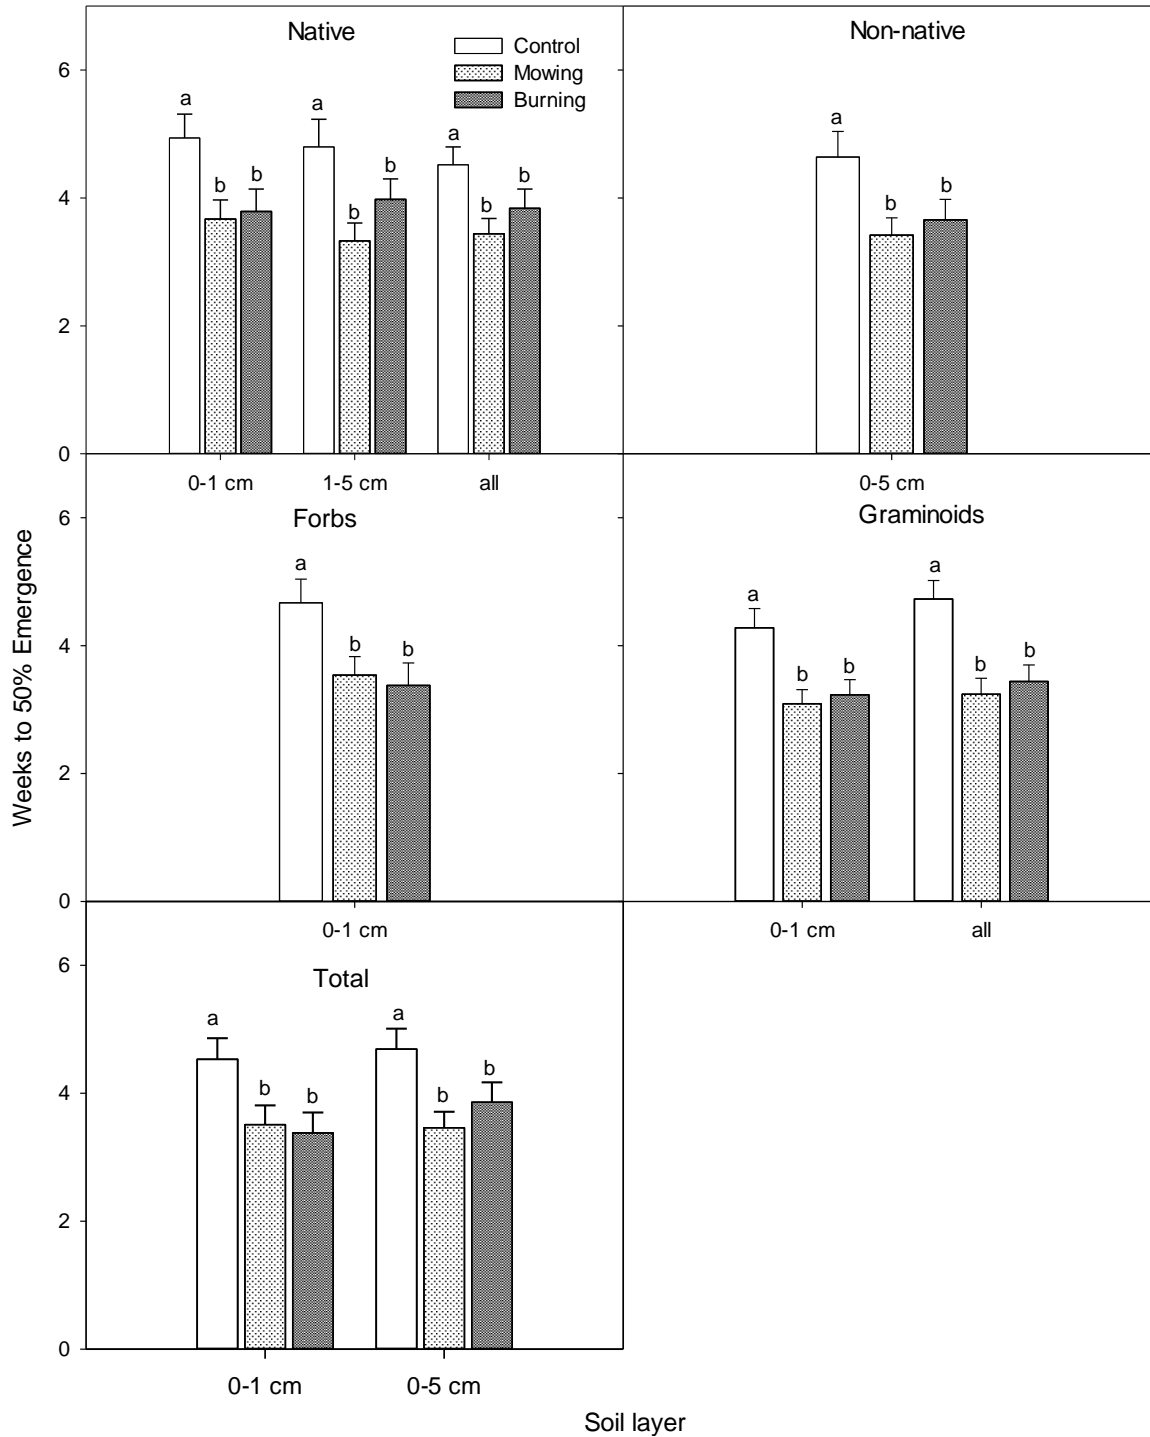 Native
Control
Mowing
Burning
Non-native
6
4
2
0
a
b
b
a
b
b
a
b
b
a
b
b
0-1 cm
1-5 cm
all
0-5 cm
Weeks to 50% Emergence
Forbs
Graminoids
6
4
2
0
a
b
b
a
b
b
a
b
b
0-1 cm
0-1 cm
all
Total
6
4
2
0
a
b
b
a
b
b
0-1 cm
0-5 cm
Soil layer